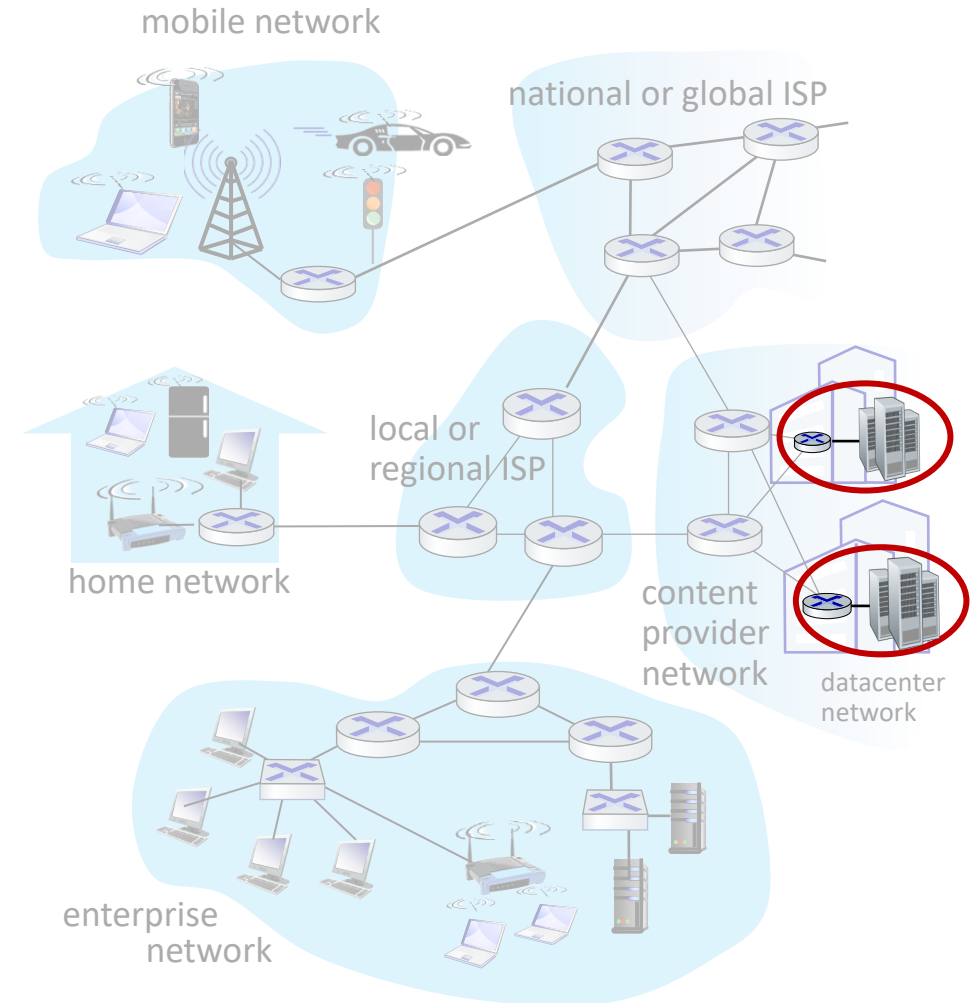 mobile network
national or global ISP
local or
regional ISP
home network
content
provider
network
datacenter
network
enterprise
network